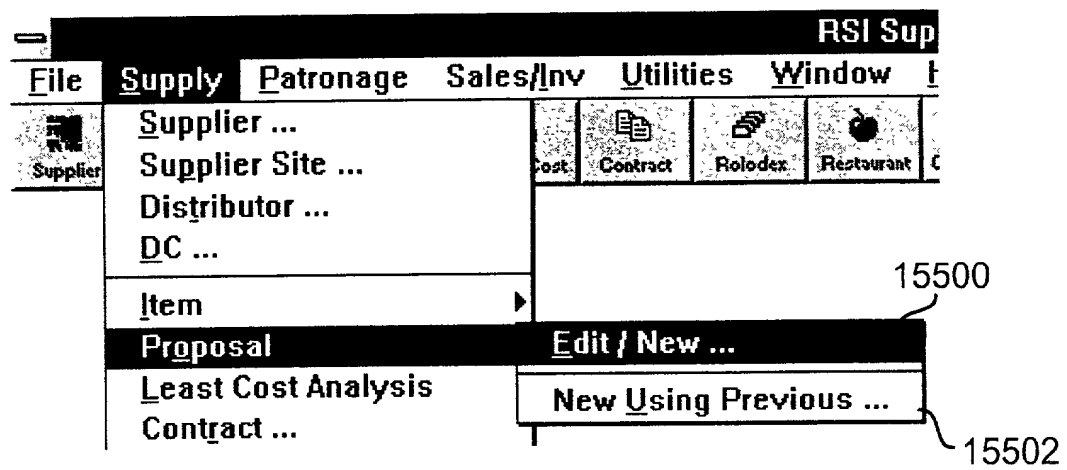 RSI Sup
File Supply Patronage Sales/Inv Utilities Window H
Supplier Cost Contract Rolodex Restaurant
Supplier ...
Supplier Site ...
Distributor ...
DC ...
Item
Proposal
Least Cost Analysis
Contract ...
15500
Edit / New ...
New Using Previous ...
15502